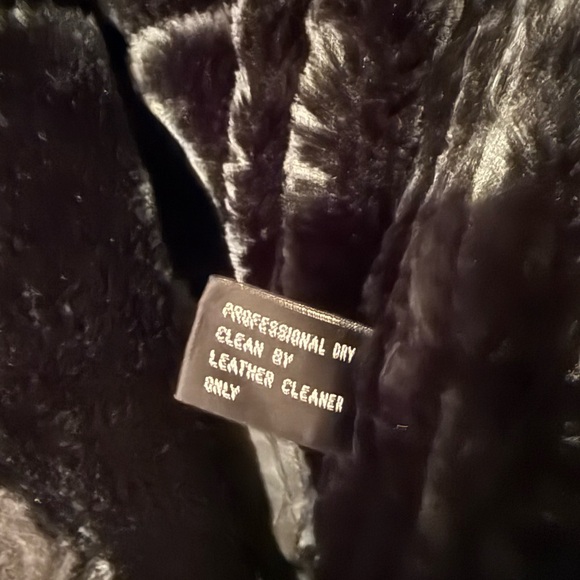 PROFESSIONAL DRY
CLEAN BY
LEATHER CLEANER
ONLY